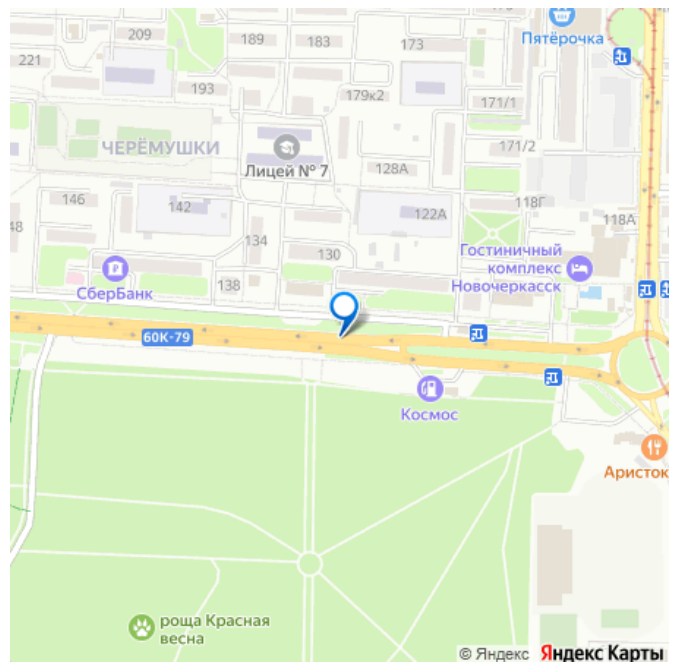 Пятёрочка
209
189
183
173
221
193
179к2
171/1
ЧЕРЁМУШКИ
171/2
Лицей № 7
128А
146
142
122А
118Г
118А
48
134
130
Гостиничный
комплекс
Новочеркасск
138
СберБанк
60К-79
Космос
Аристок
роща Красная
весна
© Яндекс Яндекс Карты